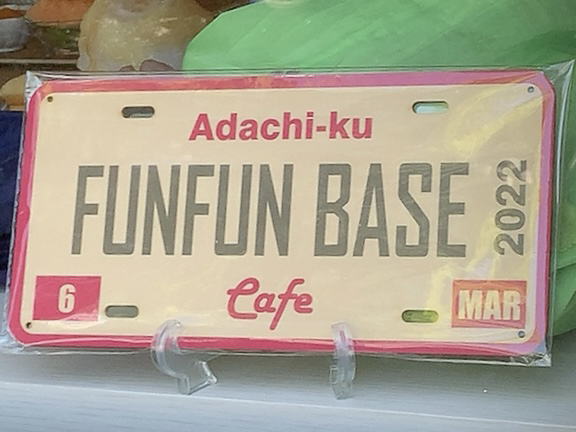 Adachi-ku
FUNFUN BASE
2022
6
Cafe
MAR